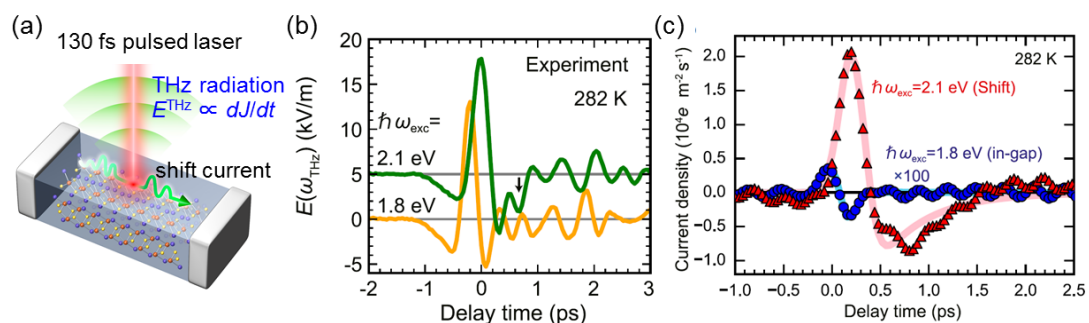 (a)
130 fs pulsed laser
THz radiation
E^THz ∝ dJ/dt
shift current
(b)
E(ω_THz) (kV/m)
20
15
10
5
0
-5
Experiment
282 K
ℏω_exc=
2.1 eV
1.8 eV
-2 -1 0 1 2 3
Delay time (ps)
(c)
Current density (10⁴e m⁻² s⁻¹)
2.0
1.5
1.0
0.5
0.0
-0.5
-1.0
282 K
ℏω_exc=2.1 eV (Shift)
ℏω_exc=1.8 eV (in-gap)
×100
-1.0 -0.5 0.0 0.5 1.0 1.5 2.0 2.5
Delay time (ps)